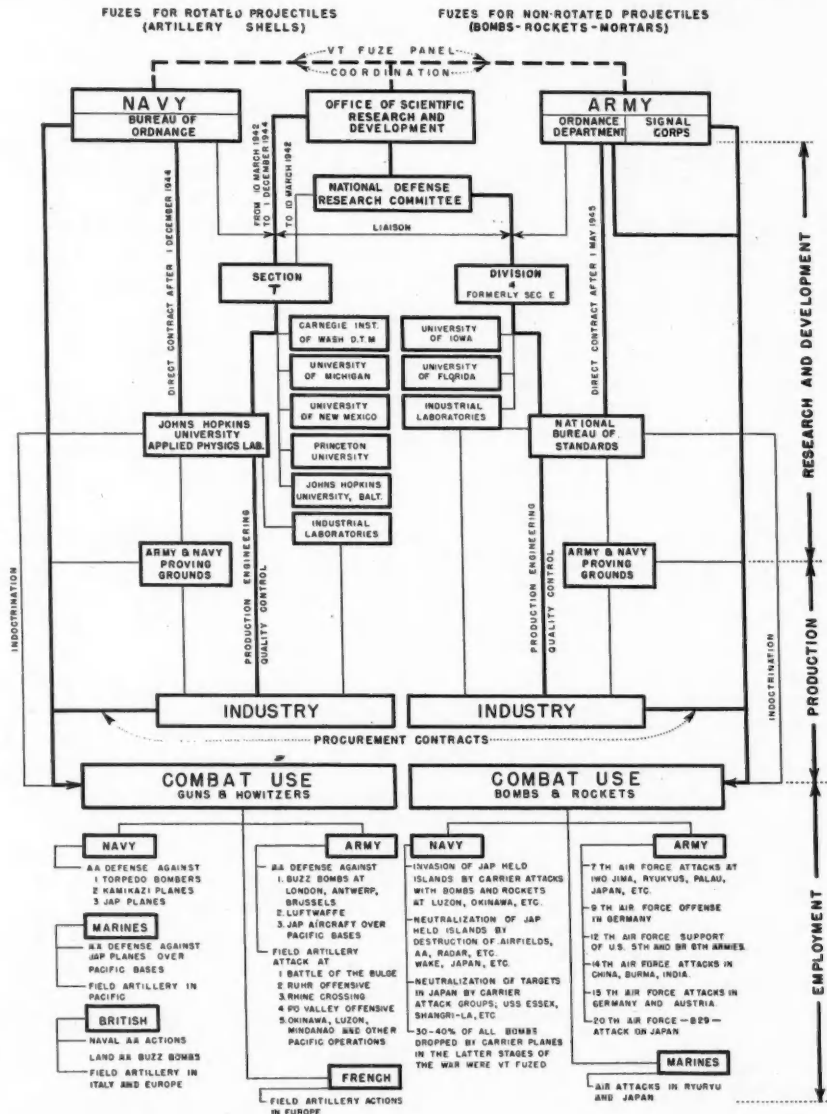 FUZES FOR ROTATED PROJECTILES
(ARTILLERY SHELLS)
FUZES FOR NON-ROTATED PROJECTILES
(BOMBS-ROCKETS-MORTARS)
VT FUZE PANEL
COORDINATION
NAVY
BUREAU OF
ORDNANCE
OFFICE OF SCIENTIFIC
RESEARCH AND
DEVELOPMENT
ARMY
ORDNANCE
DEPARTMENT
SIGNAL
CORPS
FROM 10 MARCH 1942
TO 1 DECEMBER 1944
TO 10 MARCH 1942
NATIONAL DEFENSE
RESEARCH COMMITTEE
LIAISON
DIRECT CONTRACT AFTER 1 DECEMBER 1944
DIRECT CONTRACT AFTER 1 MAY 1945
SECTION
T
DIVISION
4
FORMERLY SEC E
CARNEGIE INST.
OF WASH D.T.M
UNIVERSITY
OF MICHIGAN
UNIVERSITY
OF NEW MEXICO
PRINCETON
UNIVERSITY
JOHNS HOPKINS
UNIVERSITY, BALT.
INDUSTRIAL
LABORATORIES
UNIVERSITY
OF IOWA
UNIVERSITY
OF FLORIDA
INDUSTRIAL
LABORATORIES
JOHNS HOPKINS
UNIVERSITY
APPLIED PHYSICS LAB.
NATIONAL
BUREAU OF
STANDARDS
ARMY & NAVY
PROVING
GROUNDS
ARMY & NAVY
PROVING
GROUNDS
INDOCTRINATION
PRODUCTION ENGINEERING
QUALITY CONTROL
PRODUCTION ENGINEERING
QUALITY CONTROL
INDOCTRINATION
RESEARCH AND DEVELOPMENT
PRODUCTION
EMPLOYMENT
INDUSTRY
INDUSTRY
PROCUREMENT CONTRACTS
COMBAT USE
GUNS & HOWITZERS
COMBAT USE
BOMBS & ROCKETS
NAVY
AA DEFENSE AGAINST
1 TORPEDO BOMBERS
2 KAMIKAZI PLANES
3 JAP PLANES
MARINES
AA DEFENSE AGAINST
JAP PLANES OVER
PACIFIC BASES
FIELD ARTILLERY IN
PACIFIC
BRITISH
NAVAL AA ACTIONS
LAND AA BUZZ BOMBS
FIELD ARTILLERY IN
ITALY AND EUROPE
ARMY
AA DEFENSE AGAINST
1. BUZZ BOMBS AT
LONDON, ANTWERP,
BRUSSELS
2. LUFTWAFFE
3. JAP AIRCRAFT OVER
PACIFIC BASES
FIELD ARTILLERY
ATTACK AT
1 BATTLE OF THE BULGE
2. RUHR OFFENSIVE
3. RHINE CROSSING
4 PO VALLEY OFFENSIVE
5. OKINAWA, LUZON,
MINDANAO AND OTHER
PACIFIC OPERATIONS
FRENCH
FIELD ARTILLERY ACTIONS
IN EUROPE
NAVY
INVASION OF JAP HELD
ISLANDS BY CARRIER ATTACKS
WITH BOMBS AND ROCKETS
AT LUZON, OKINAWA, ETC.
NEUTRALIZATION OF JAP
HELD ISLANDS BY
DESTRUCTION OF AIRFIELDS,
AA, RADAR, ETC.
WAKE, JAPAN, ETC.
NEUTRALIZATION OF TARGETS
IN JAPAN BY CARRIER
ATTACK GROUPS; USS ESSEX,
SHANGRI-LA, ETC
30-40% OF ALL BOMBS
DROPPED BY CARRIER PLANES
IN THE LATTER STAGES OF
THE WAR WERE VT FUZED
ARMY
7 TH AIR FORCE ATTACKS AT
IWO JIMA, RYUKYUS, PALAU,
JAPAN, ETC.
9 TH AIR FORCE OFFENSE
IN GERMANY
12 TH AIR FORCE SUPPORT
OF U.S. 5TH AND BR 8TH ARMIES.
14TH AIR FORCE ATTACKS IN
CHINA, BURMA, INDIA.
15 TH AIR FORCE ATTACKS IN
GERMANY AND AUSTRIA.
20 TH AIR FORCE — B29 —
ATTACK ON JAPAN
MARINES
AIR ATTACKS IN RYURYU
AND JAPAN